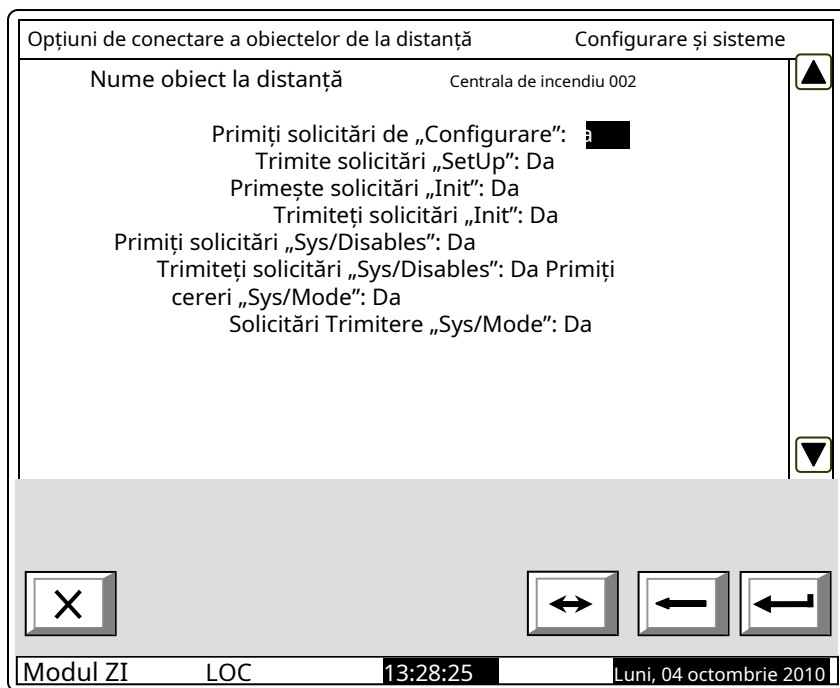 Opțiuni de conectare a obiectelor de la distanță Configurare și sisteme
Nume obiect la distanță Centrala de incendiu 002
Primiți solicitări de „Configurare”: a
Trimite solicitări „SetUp”: Da
Primește solicitări „Init”: Da
Trimiteți solicitări „Init”: Da
Primiți solicitări „Sys/Disables”: Da
Trimiteți solicitări „Sys/Disables”: Da Primiți
cereri „Sys/Mode”: Da
Solicitări Trimitere „Sys/Mode”: Da
Modul ZI LOC 13:28:25 Luni, 04 octombrie 2010